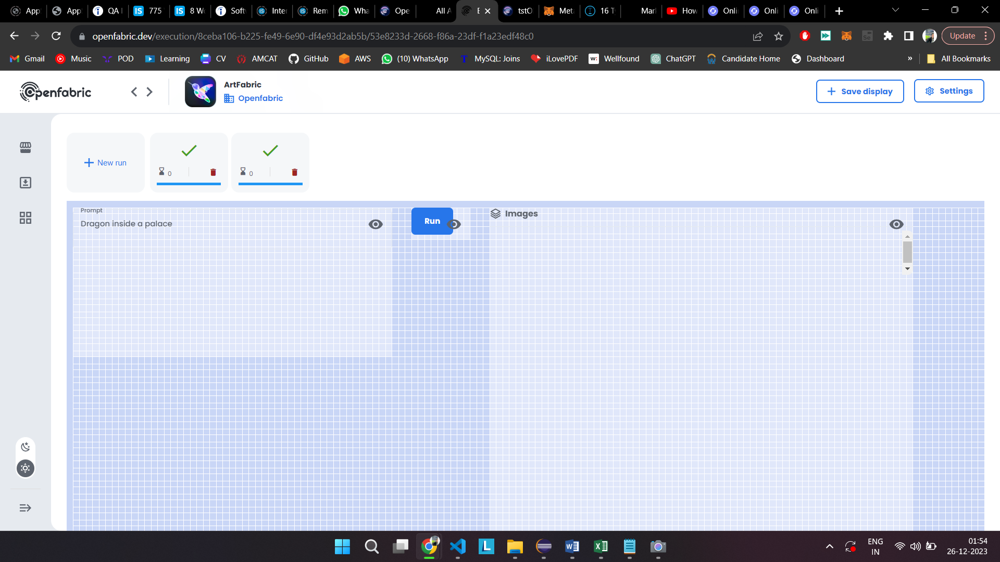 App
App
QA
775
8 W
Soft
Inter
Rem
Wha
Ope
All A
E
tstO
Met
16 T
Mar
How
Onli
Onli
Onli
openfabric.dev/execution/8ceba106-b225-fe49-6e90-df4e93d2ab5b/53e8233d-2668-f86a-23df-f1a23edf48c0
Update
Gmail
Music
POD
Learning
CV
AMCAT
GitHub
AWS
(10) WhatsApp
MySQL: Joins
iLovePDF
Wellfound
ChatGPT
Candidate Home
Dashboard
»
All Bookmarks
Openfabric
ArtFabric
Openfabric
Save display
Settings
New run
0
0
Prompt
Dragon inside a palace
Run
Images
ENG
IN
01:54
26-12-2023